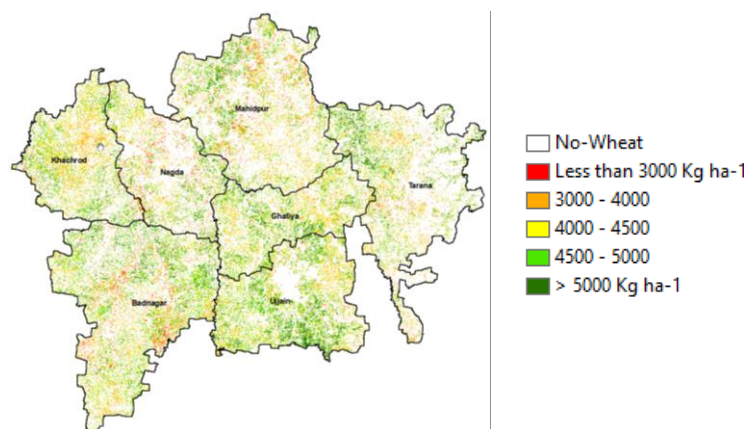 Mahidpur
Khachrod
Nagda
Tarana
Ghatiya
Badnagar
Ujjain
No-Wheat
Less than 3000 Kg ha-1
3000 - 4000
4000 - 4500
4500 - 5000
> 5000 Kg ha-1